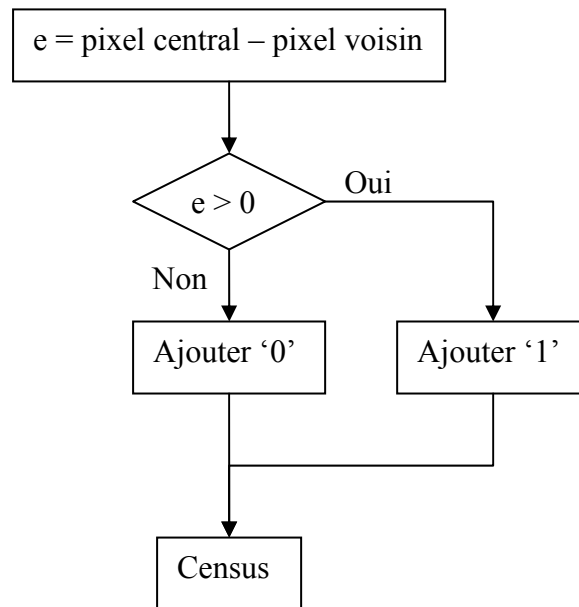 e = pixel central – pixel voisin
Oui
e > 0
Non
Ajouter ‘0’
Ajouter ‘1’
Census